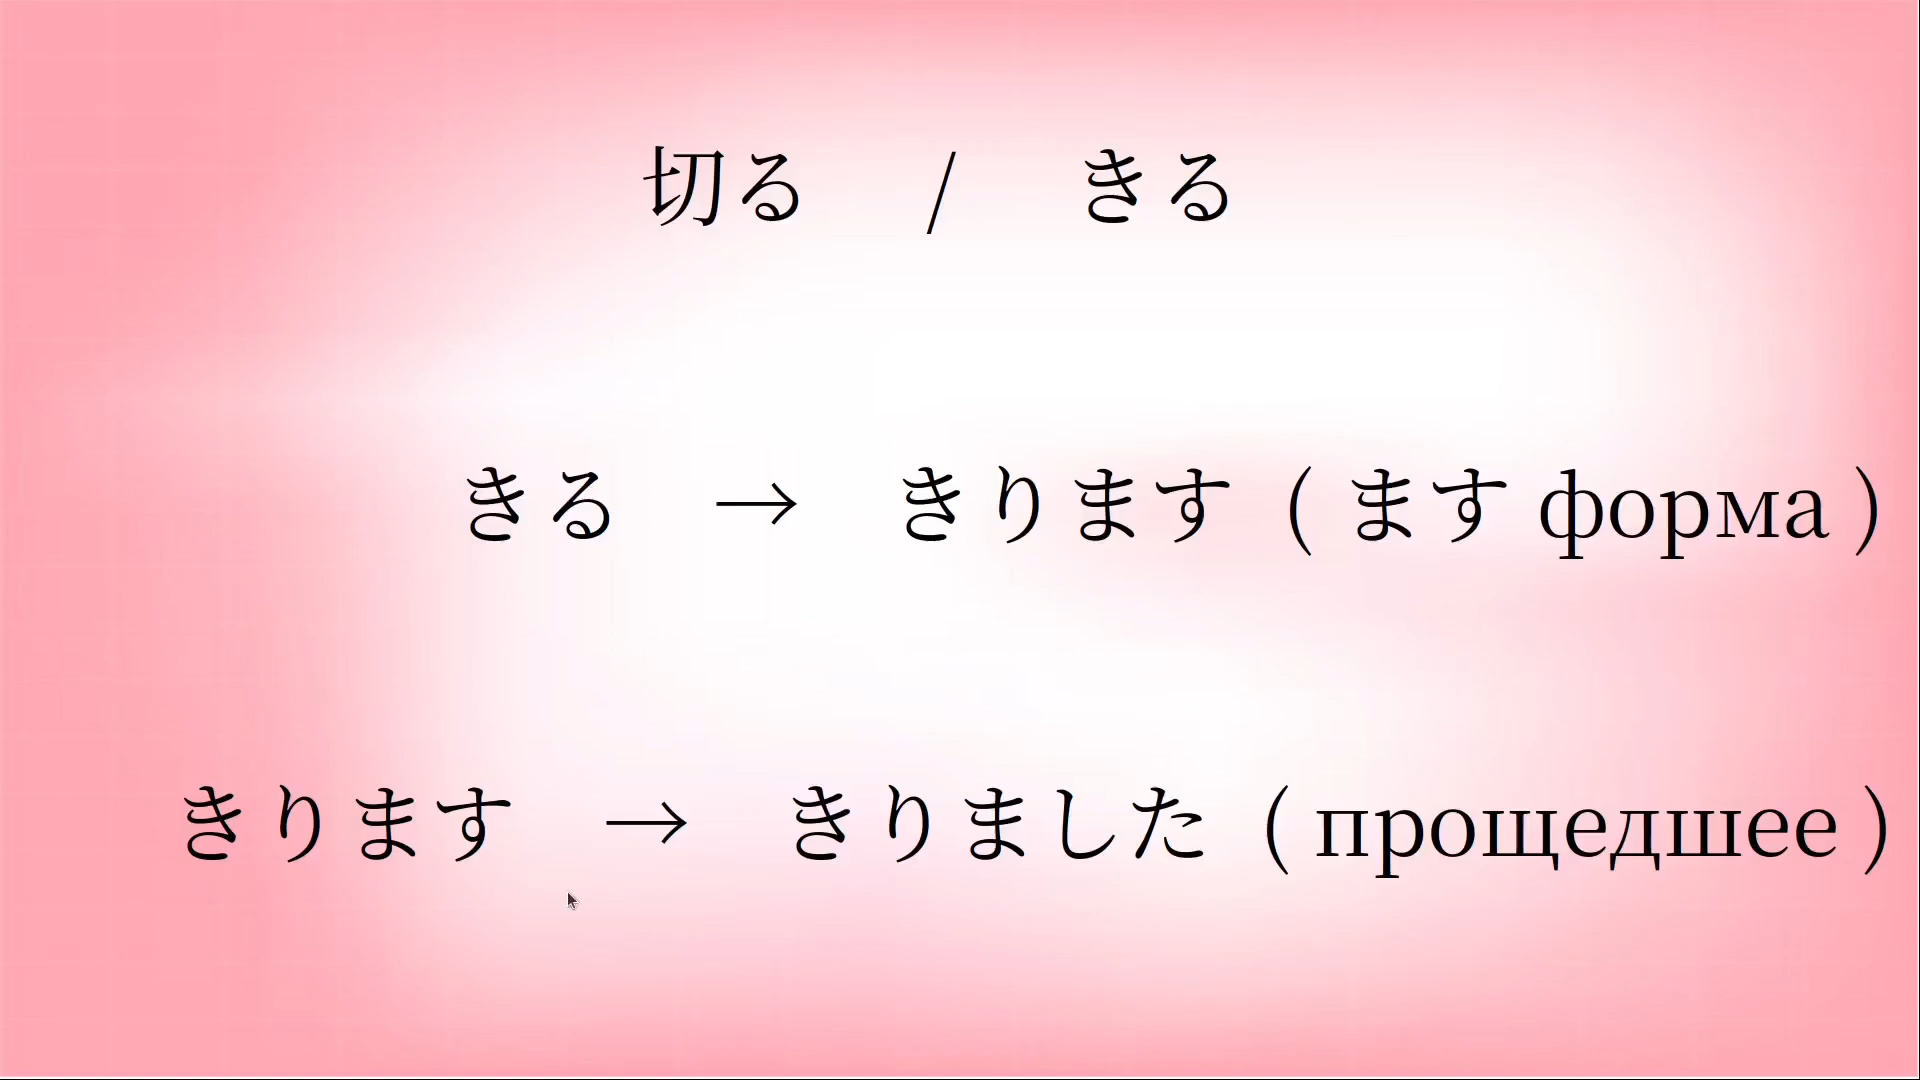 切る / きる
きる → きります ( ます форма )
きります → きりました ( прощедшее )